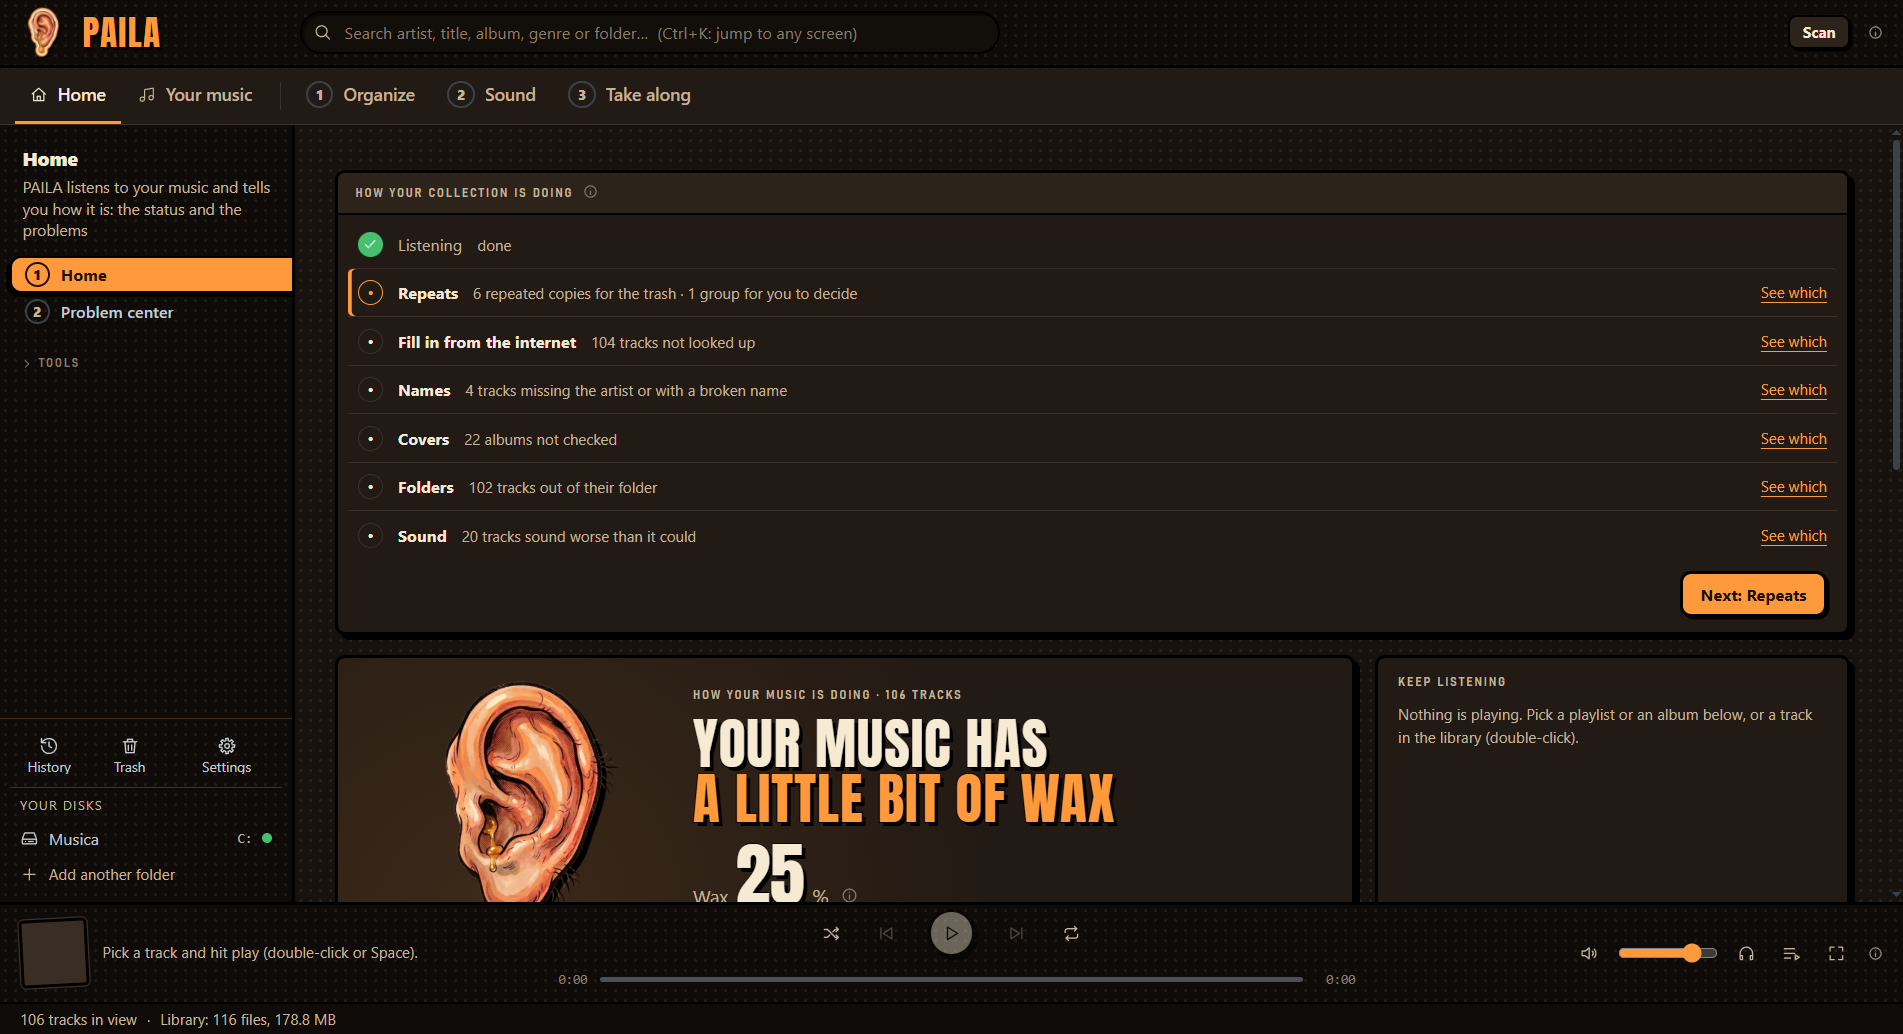 PAILA
Search artist, title, album, genre or folder... (Ctrl+K: jump to any screen)
Scan
Home
Your music
1 Organize
2 Sound
3 Take along
Home
PAILA listens to your music and tells
you how it is: the status and the
problems
1 Home
2 Problem center
TOOLS
HOW YOUR COLLECTION IS DOING
Listening done
Repeats 6 repeated copies for the trash · 1 group for you to decide See which
Fill in from the internet 104 tracks not looked up See which
Names 4 tracks missing the artist or with a broken name See which
Covers 22 albums not checked See which
Folders 102 tracks out of their folder See which
Sound 20 tracks sound worse than it could See which
Next: Repeats
HOW YOUR MUSIC IS DOING · 106 TRACKS
YOUR MUSIC HAS
A LITTLE BIT OF WAX
Wax 25 %
KEEP LISTENING
Nothing is playing. Pick a playlist or an album below, or a track
in the library (double-click).
History
Trash
Settings
YOUR DISKS
Musica C:
Add another folder
Pick a track and hit play (double-click or Space).
0:00
0:00
106 tracks in view · Library: 116 files, 178.8 MB